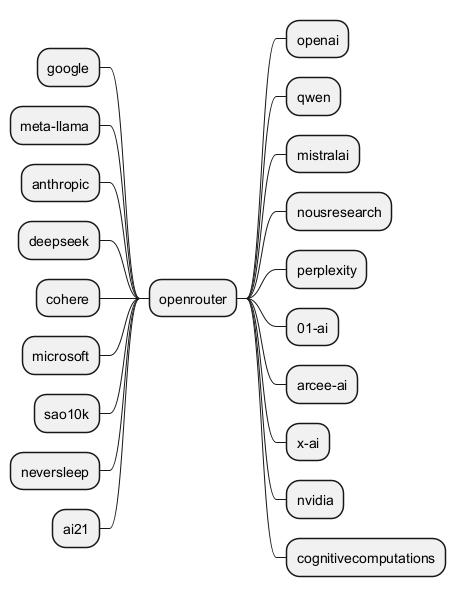 google
meta-llama
anthropic
deepseek
cohere
microsoft
sao10k
neversleep
ai21
openrouter
openai
qwen
mistralai
nousresearch
perplexity
01-ai
arcee-ai
x-ai
nvidia
cognitivecomputations